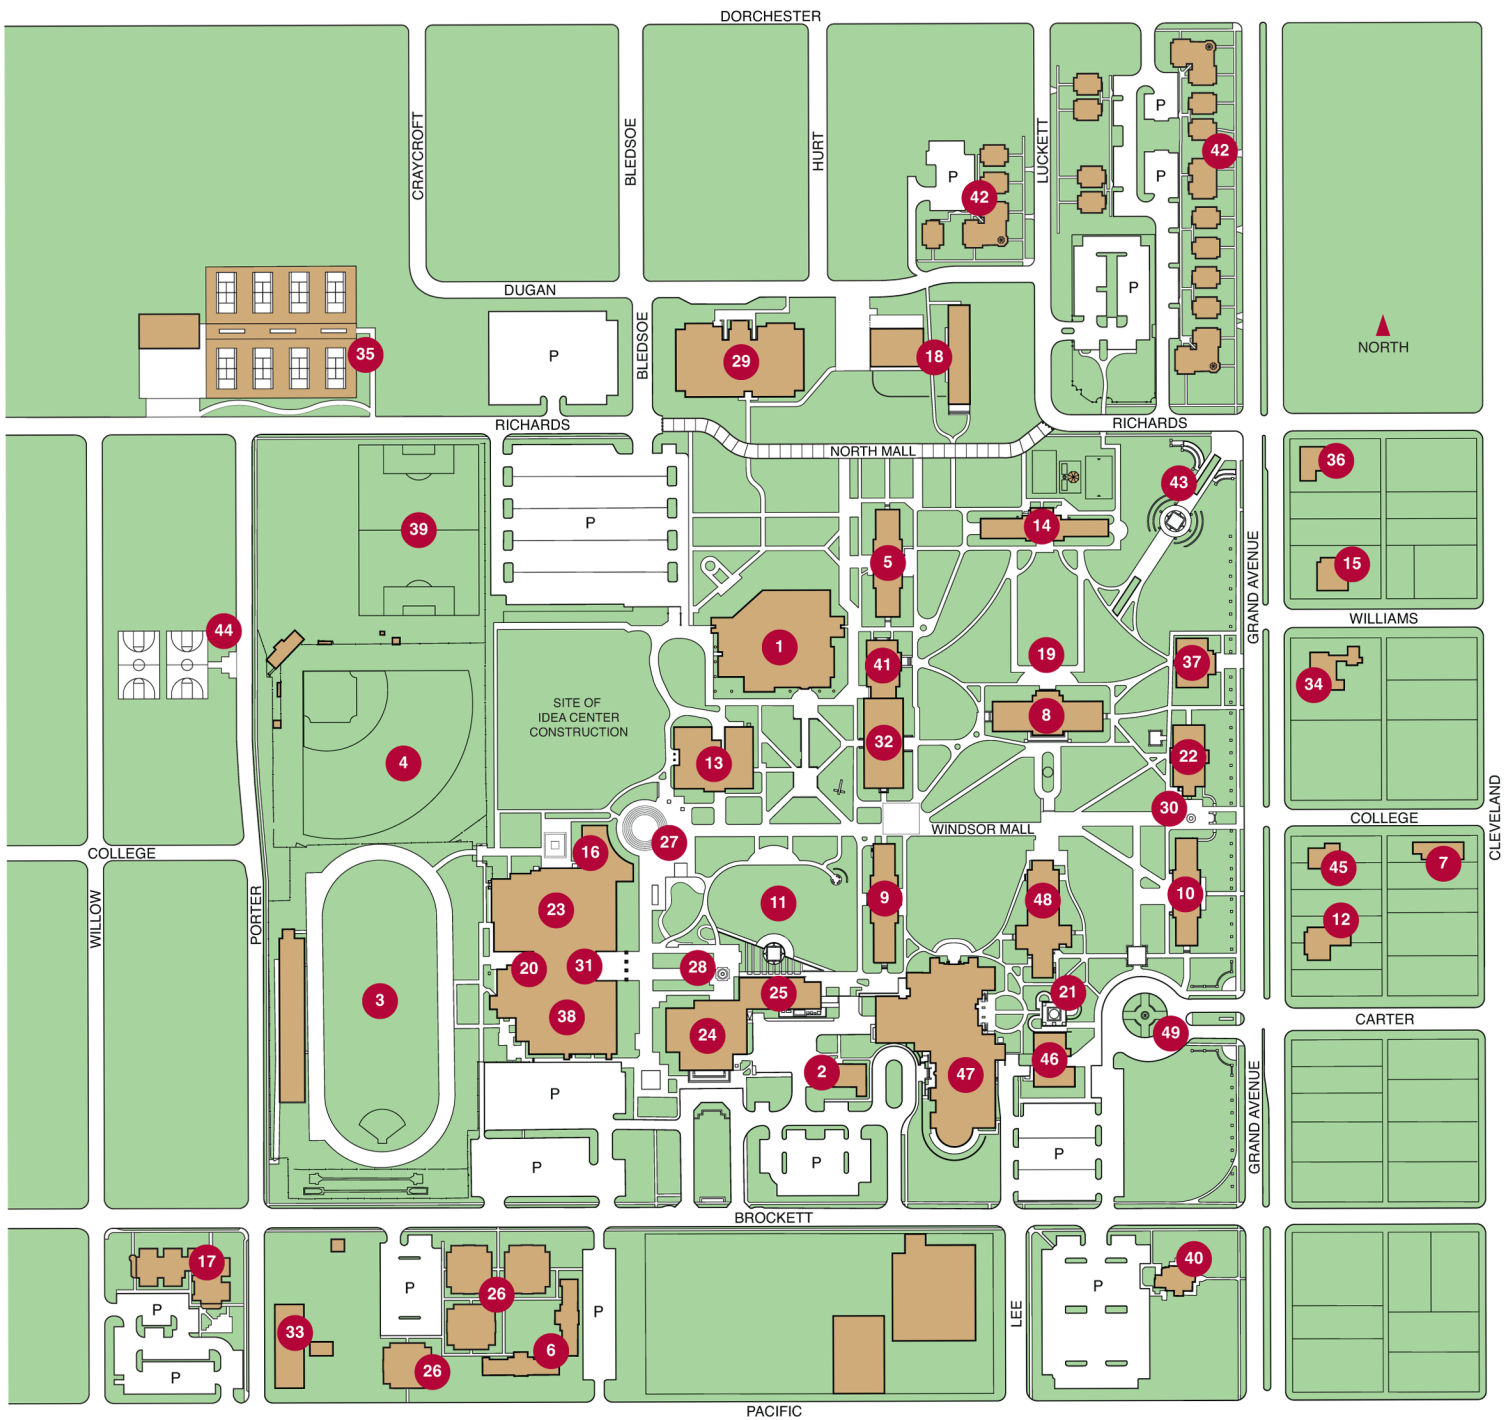 DORCHESTER
CRAYCROFT
BLEDSOE
HURT
LUCKETT
P
P
P
42
42
P
DUGAN
BLEDSOE
35
P
29
18
NORTH
RICHARDS
RICHARDS
NORTH MALL
36
43
39
P
14
5
15
GRAND AVENUE
WILLIAMS
44
1
41
19
37
34
SITE OF
IDEA CENTER
CONSTRUCTION
8
32
22
4
13
30
CLEVELAND
WINDSOR MALL
COLLEGE
COLLEGE
16
27
45
7
WILLOW
PORTER
23
11
9
48
10
12
20
31
28
25
21
3
38
24
49
CARTER
2
47
46
GRAND AVENUE
P
P
P
P
BROCKETT
17
40
P
26
P
P
P
33
6
LEE
26
P
PACIFIC